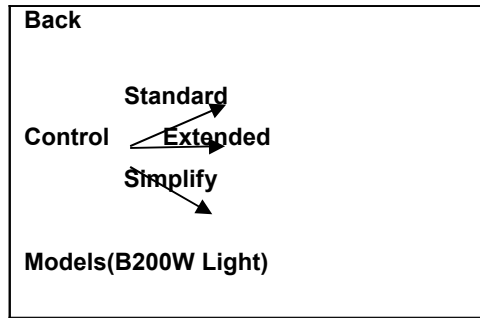 Back
Standard
Control Extended
Simplify
Models(B200W Light)